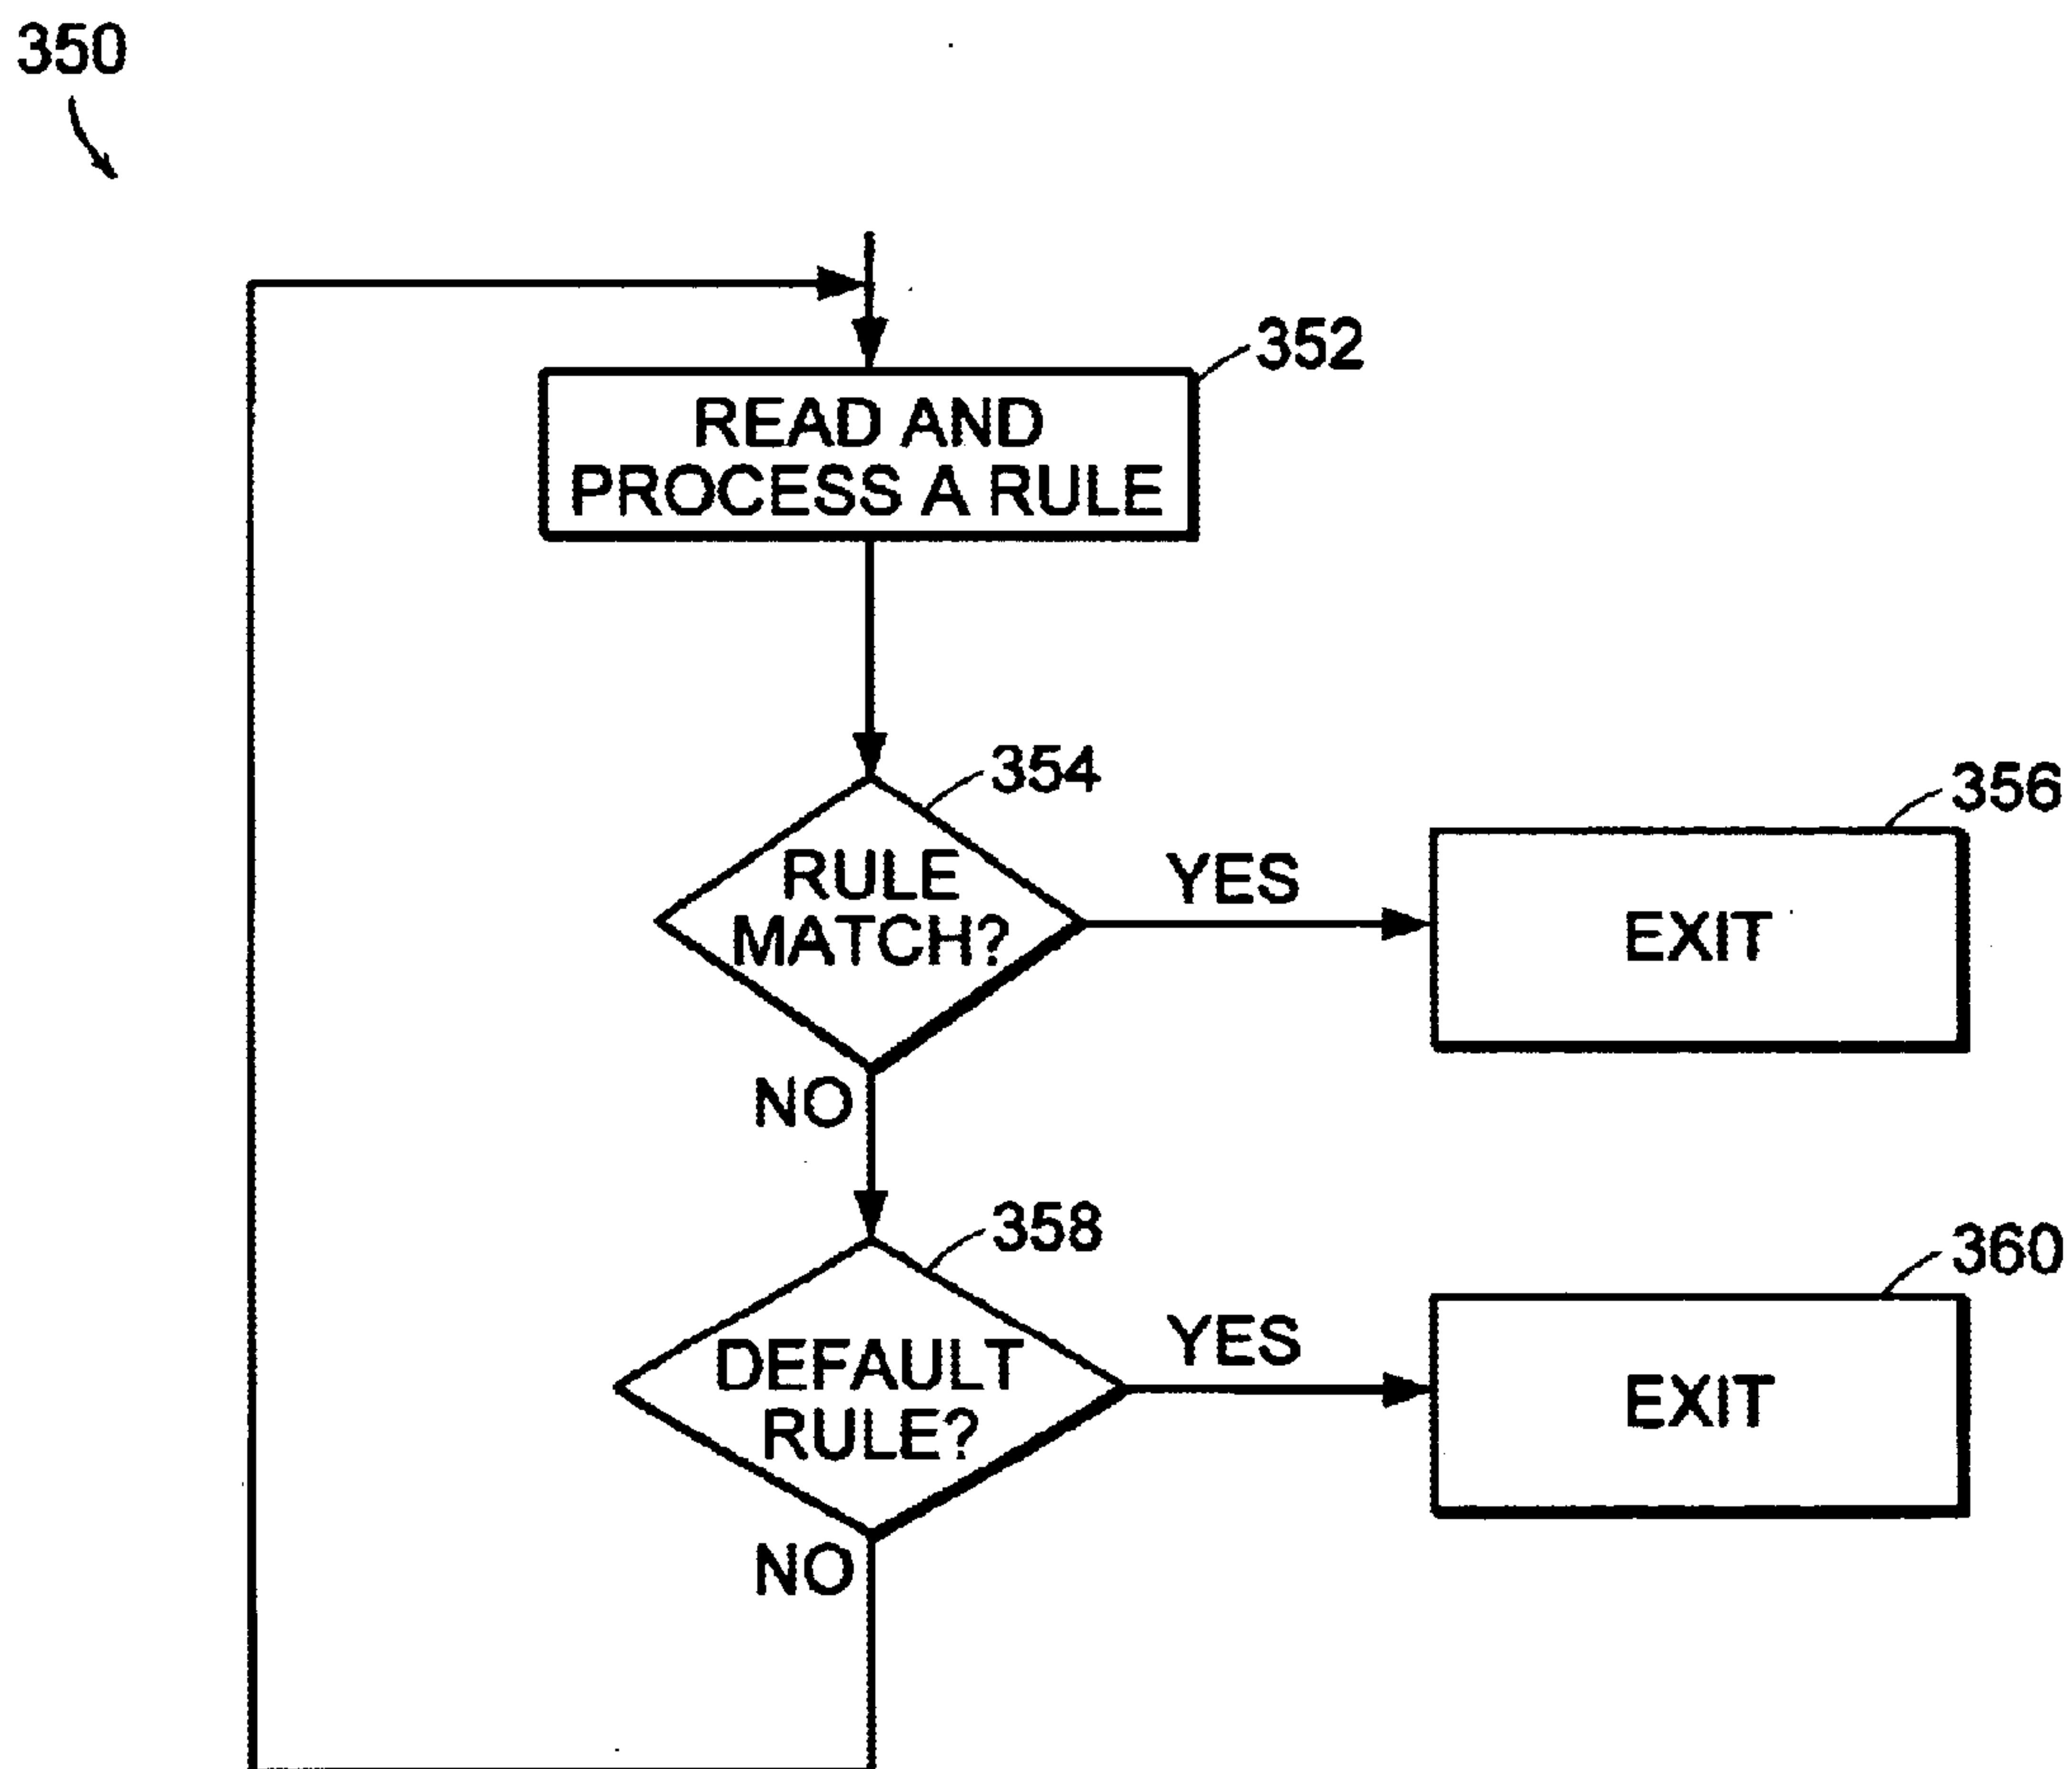 350
352
READ AND
PROCESS A RULE
354
RULE
MATCH?
YES
356
EXIT
NO
358
DEFAULT
RULE?
YES
360
EXIT
NO